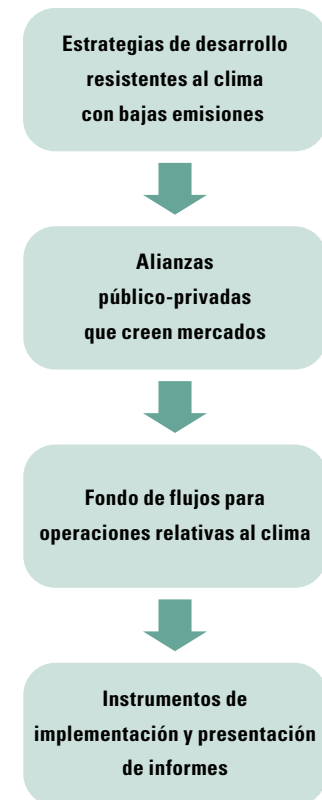 Estrategias de desarrollo
resistentes al clima
con bajas emisiones
Alianzas
público-privadas
que creen mercados
Fondo de flujos para
operaciones relativas al clima
Instrumentos de
implementación y presentación
de informes